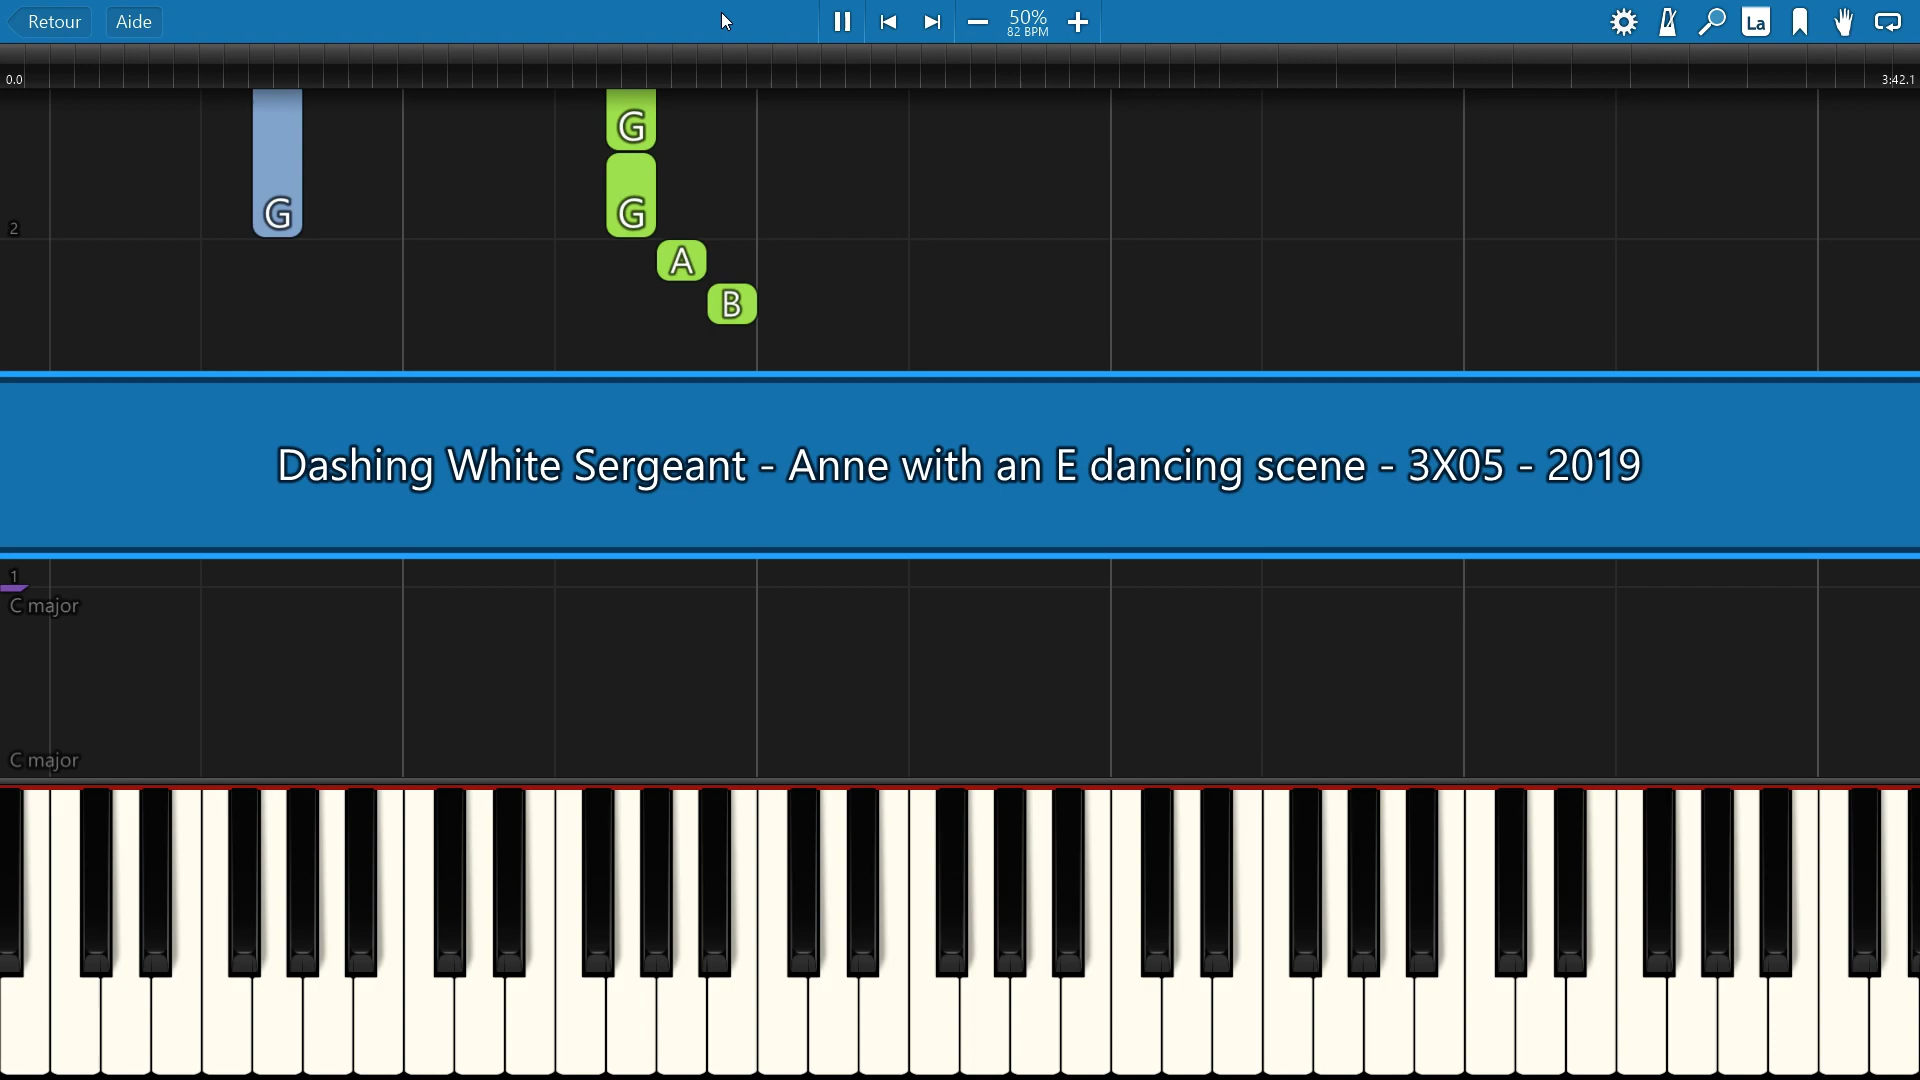 Retour
Aide
50%
82 BPM
La
0.0
3:42.1
G
G
G
2
G
A
B
Dashing White Sergeant - Anne with an E dancing scene - 3X05 - 2019
1
C major
C major